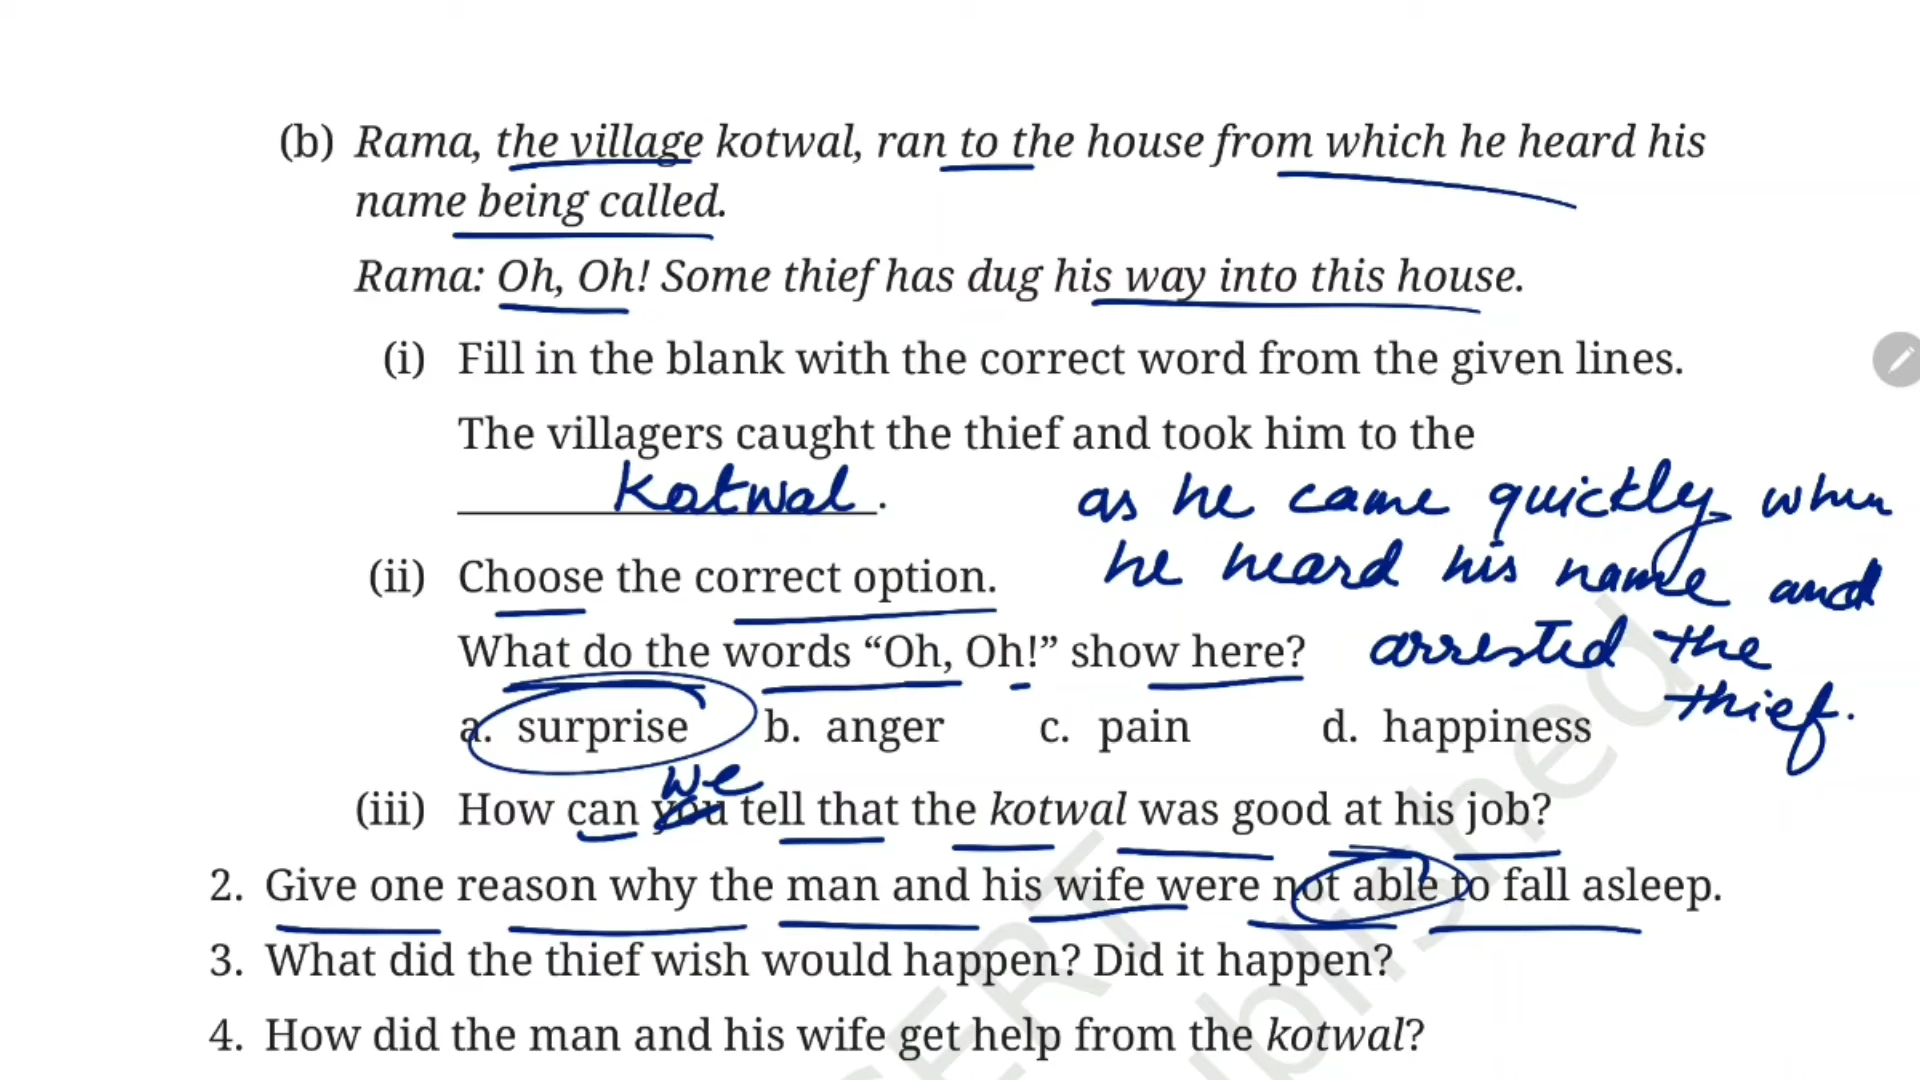 (b) Rama, the village kotwal, ran to the house from which he heard his
name being called.
Rama: Oh, Oh! Some thief has dug his way into this house.
(i) Fill in the blank with the correct word from the given lines.
The villagers caught the thief and took him to the
kotwal.
as he came quickly when
he heard his name and
arrested the
thief.
(ii) Choose the correct option.
What do the words “Oh, Oh!” show here?
a. surprise b. anger c. pain d. happiness
we
(iii) How can you tell that the kotwal was good at his job?
2. Give one reason why the man and his wife were not able to fall asleep.
3. What did the thief wish would happen? Did it happen?
4. How did the man and his wife get help from the kotwal?